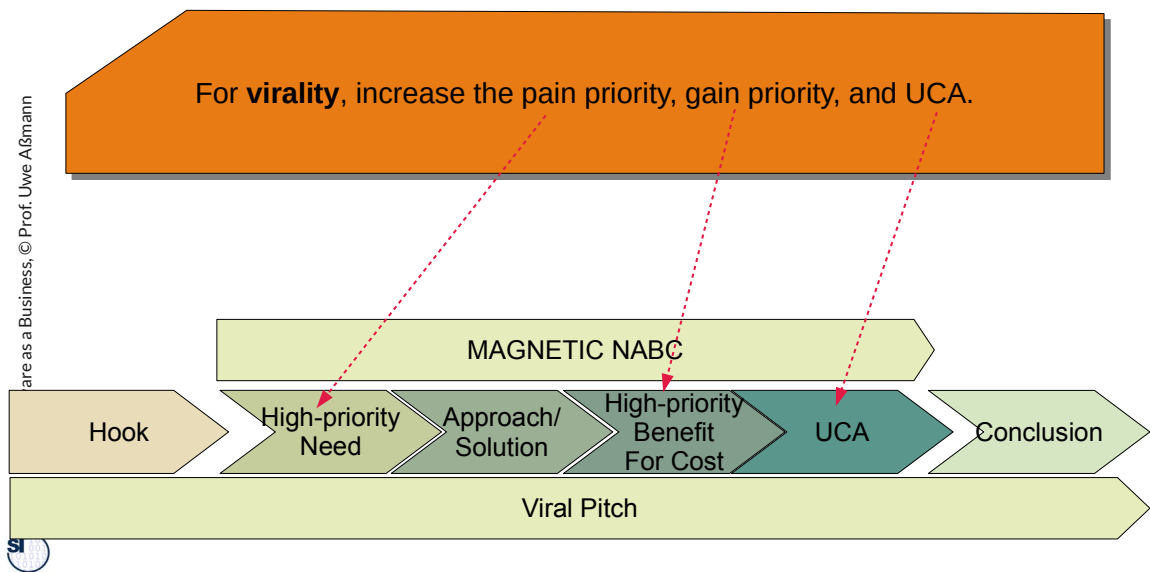 For virality, increase the pain priority, gain priority, and UCA.
are as a Business, © Prof. Uwe Aßmann
MAGNETIC NABC
Hook
High-priority
Need
Approach/
Solution
High-priority
Benefit
For Cost
UCA
Conclusion
Viral Pitch